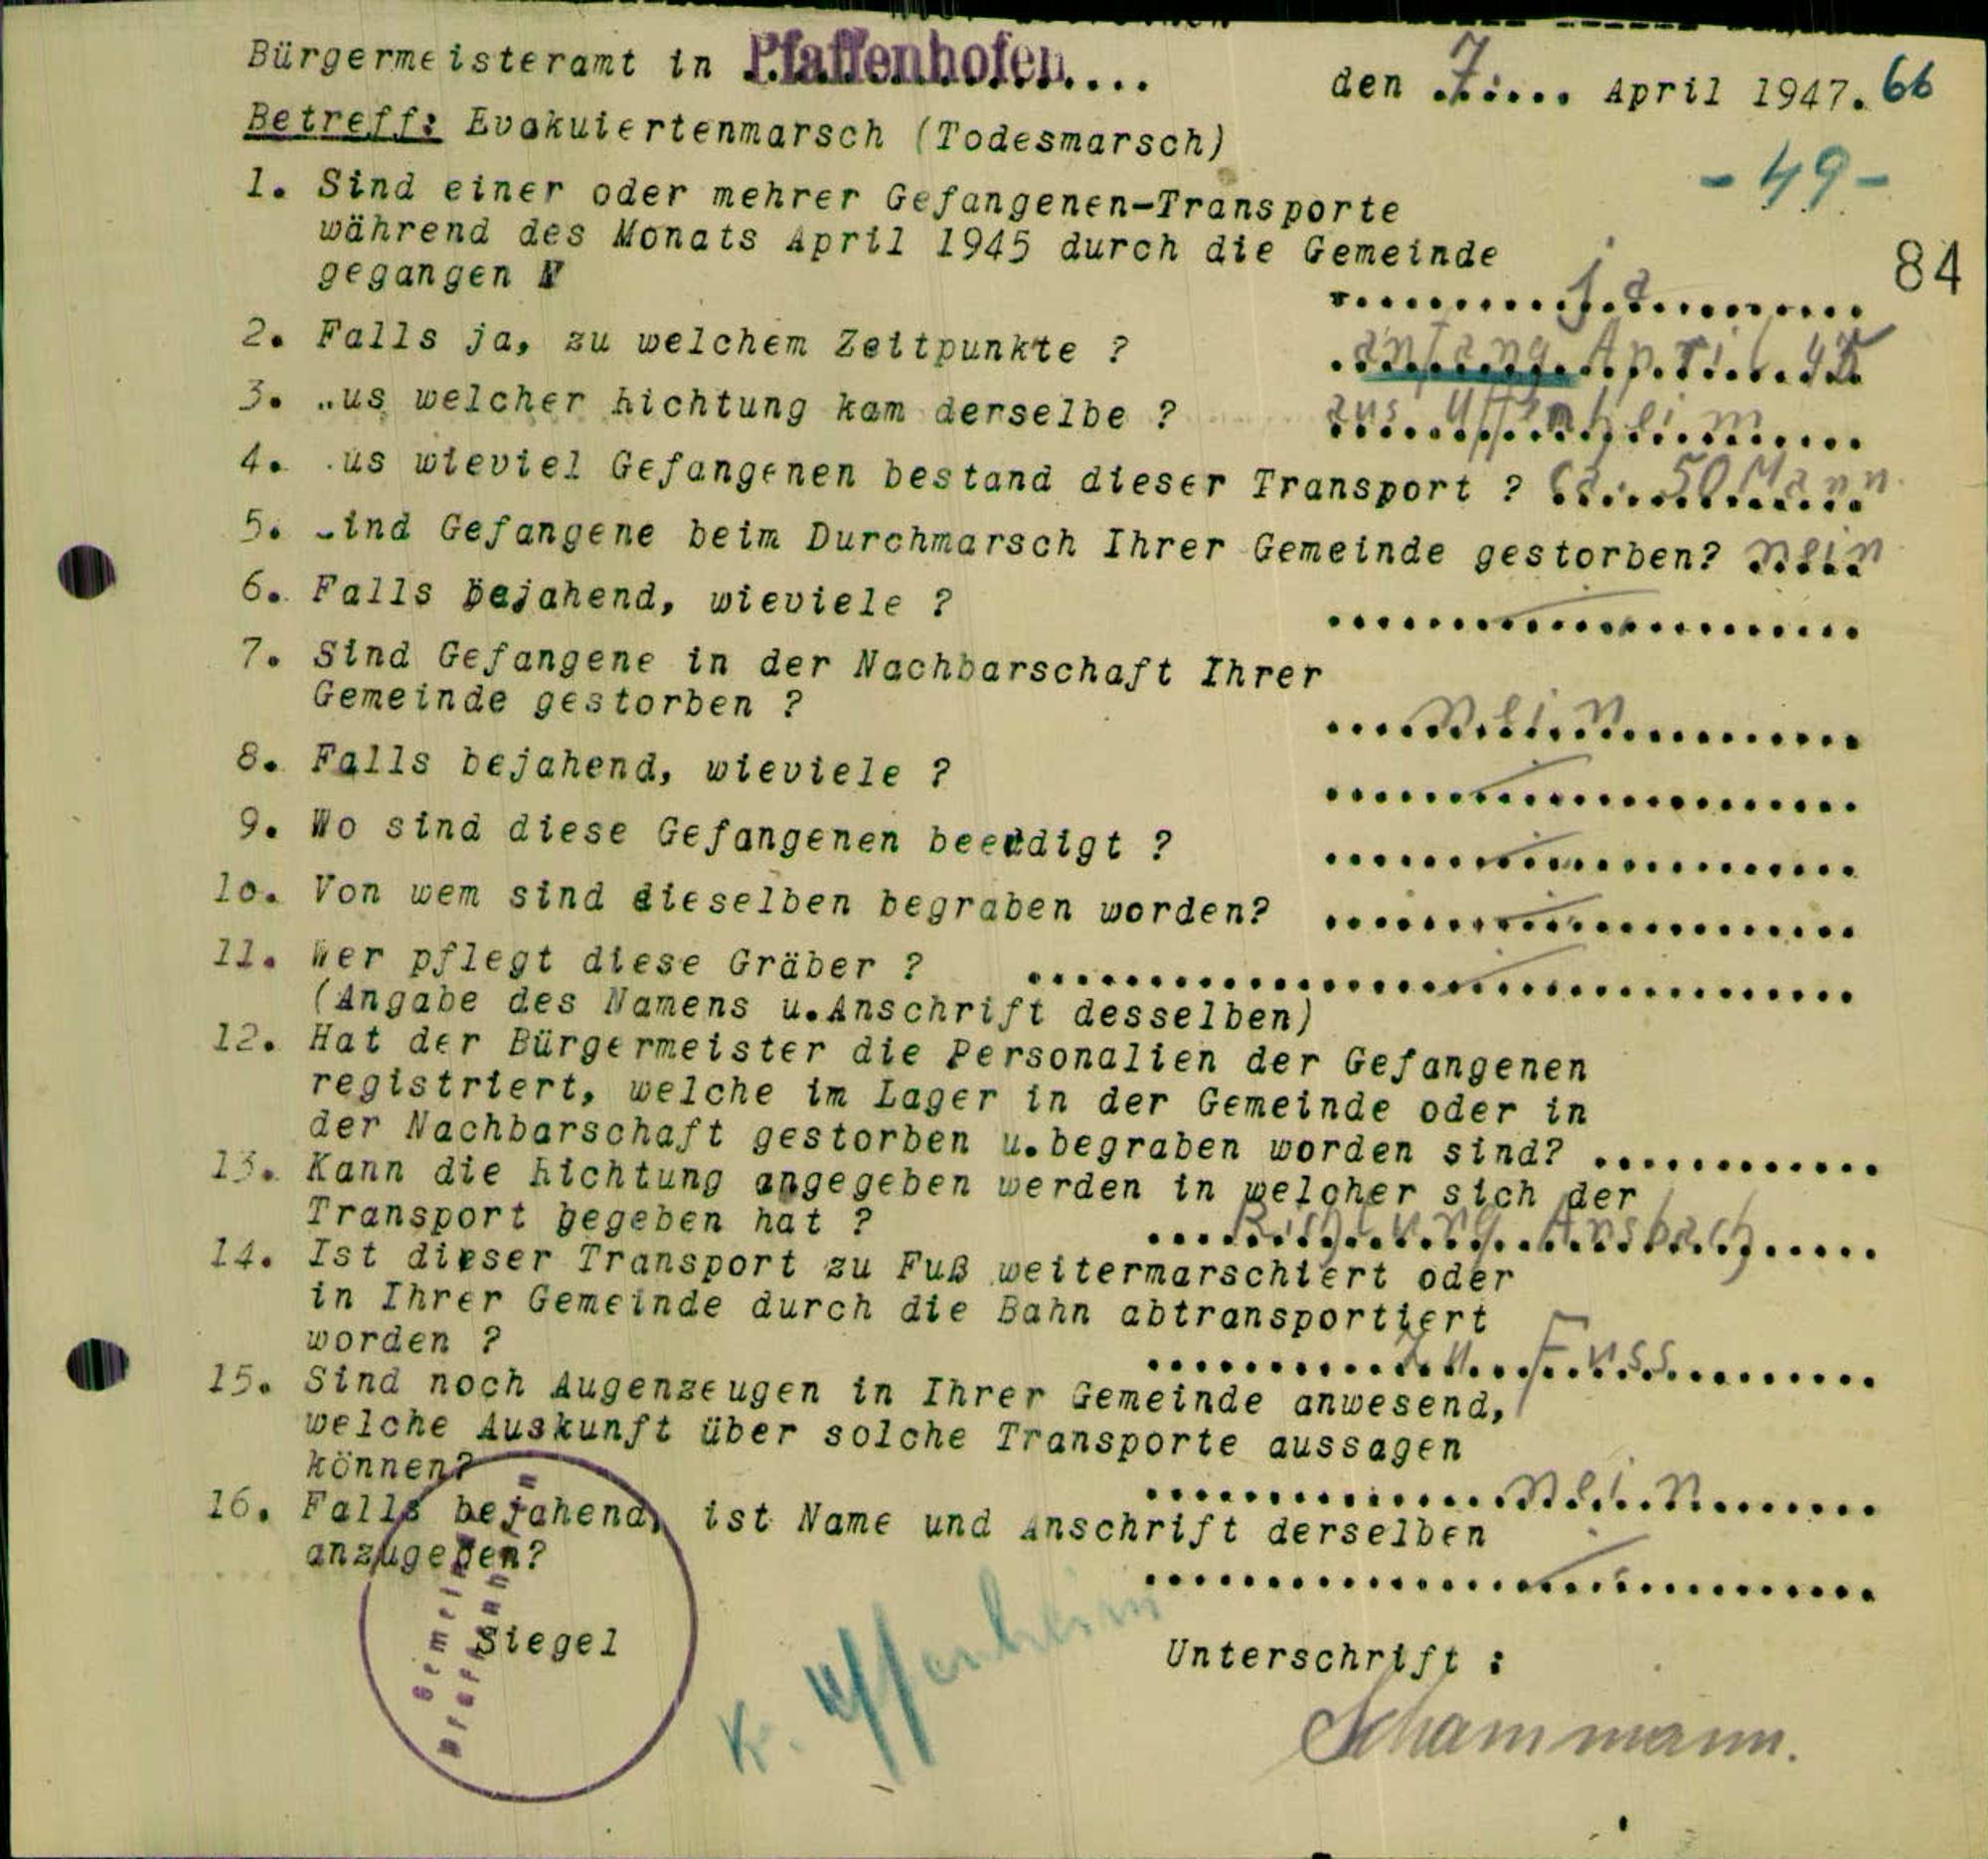 Bürgermeisteramt in Pfaffenhofen.... den 7..... April 1947. 66
Betreff: Evakuiertenmarsch (Todesmarsch)
- 49 -
1. Sind einer oder mehrer Gefangenen-Transporte
während des Monats April 1945 durch die Gemeinde
gegangen
ja
84
2. Falls ja, zu welchem Zeitpunkte ? anfang April 45
3. us welcher Richtung kam derselbe ? aus Uffenheim
4. us wieviel Gefangenen bestand dieser Transport ? ca. 50 Mann
5. ind Gefangene beim Durchmarsch Ihrer Gemeinde gestorben? nein
6. Falls bejahend, wieviele ? ......................
7. Sind Gefangene in der Nachbarschaft Ihrer
Gemeinde gestorben ? nein
8. Falls bejahend, wieviele ? ......................
9. Wo sind diese Gefangenen beerdigt ? ......................
10. Von wem sind dieselben begraben worden? ......................
11. Wer pflegt diese Gräber ? ..................................
(Angabe des Namens u.Anschrift desselben)
12. Hat der Bürgermeister die Personalien der Gefangenen
registriert, welche im Lager in der Gemeinde oder in
der Nachbarschaft gestorben u.begraben worden sind? ............
13. Kann die Richtung angegeben werden in welcher sich der
Transport begeben hat ? Richtung Ansbach
14. Ist dieser Transport zu Fuß weitermarschiert oder
in Ihrer Gemeinde durch die Bahn abtransportiert
worden ? Zu Fuss
15. Sind noch Augenzeugen in Ihrer Gemeinde anwesend,
welche Auskunft über solche Transporte aussagen
können? nein
16. Falls bejahend, ist Name und Anschrift derselben
anzugeben? ..............................
Gemeinde
Pfaffenhofen
Siegel
Kr. Uffenheim
Unterschrift :
Schammann.